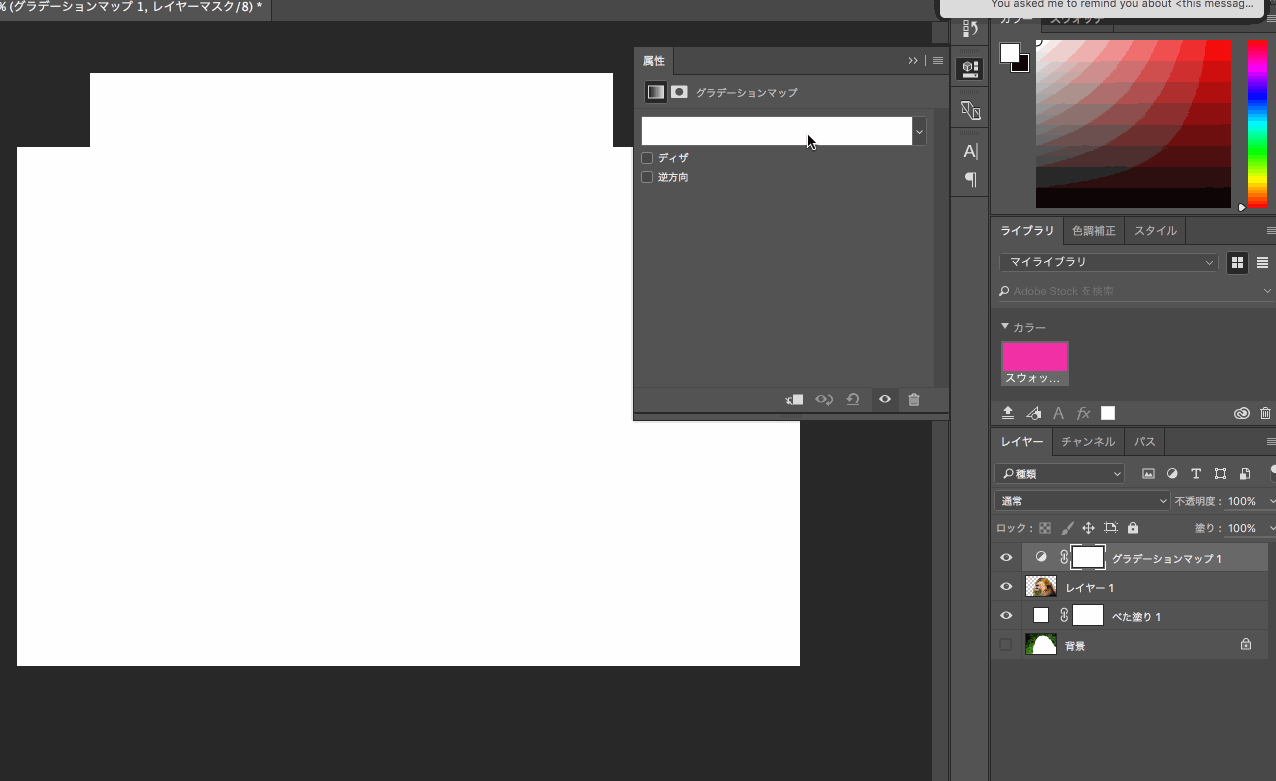 % (グラデーションマップ 1, レイヤーマスク/8) *
You asked me to remind you about <this messag...
カラー
スウォッチ
属性
グラデーションマップ
ディザ
逆方向
A|
ライブラリ
色調補正
スタイル
マイライブラリ
Adobe Stock を検索
カラー
スウォッ...
A
fx
レイヤー
チャンネル
パス
種類
T
通常
不透明度 : 100%
ロック :
塗り : 100%
グラデーションマップ 1
レイヤー 1
べた塗り 1
背景